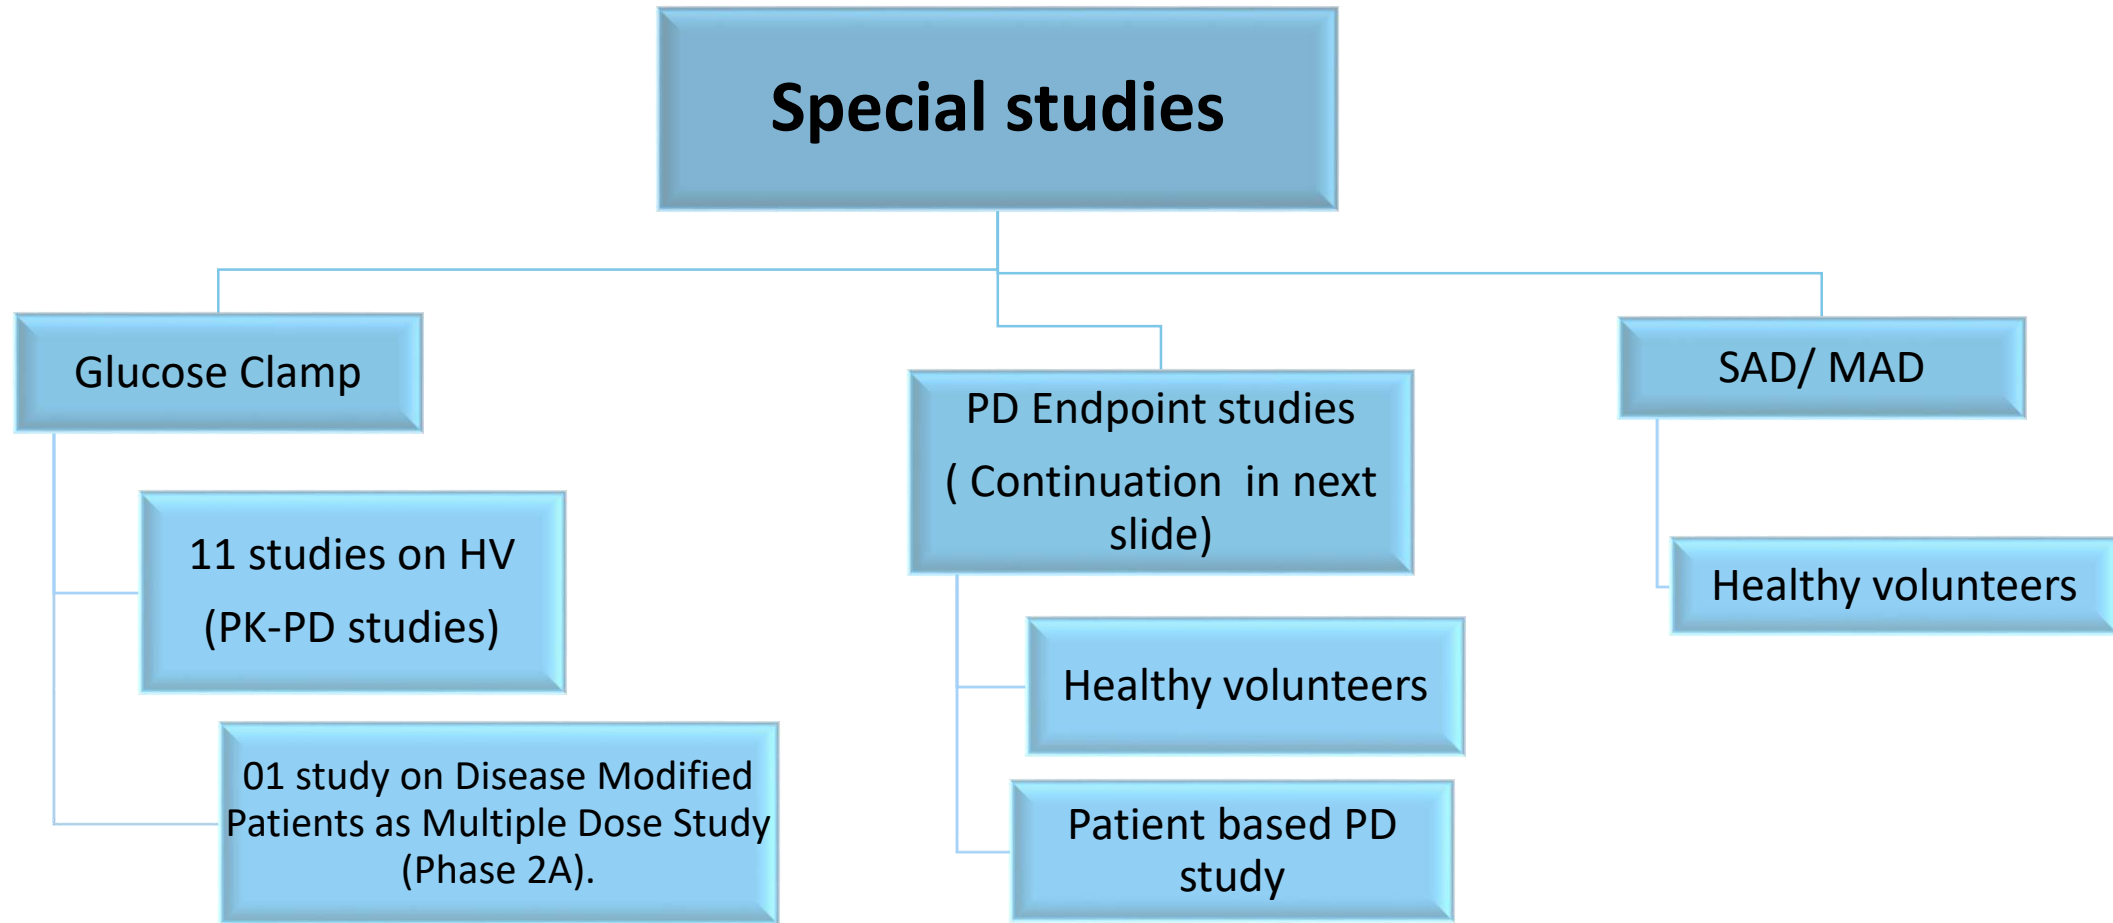 Special studies
Glucose Clamp
11 studies on HV
(PK-PD studies)
01 study on Disease Modified
Patients as Multiple Dose Study
(Phase 2A).
PD Endpoint studies
( Continuation  in next
slide)
Healthy volunteers
Patient based PD
study
SAD/ MAD
Healthy volunteers